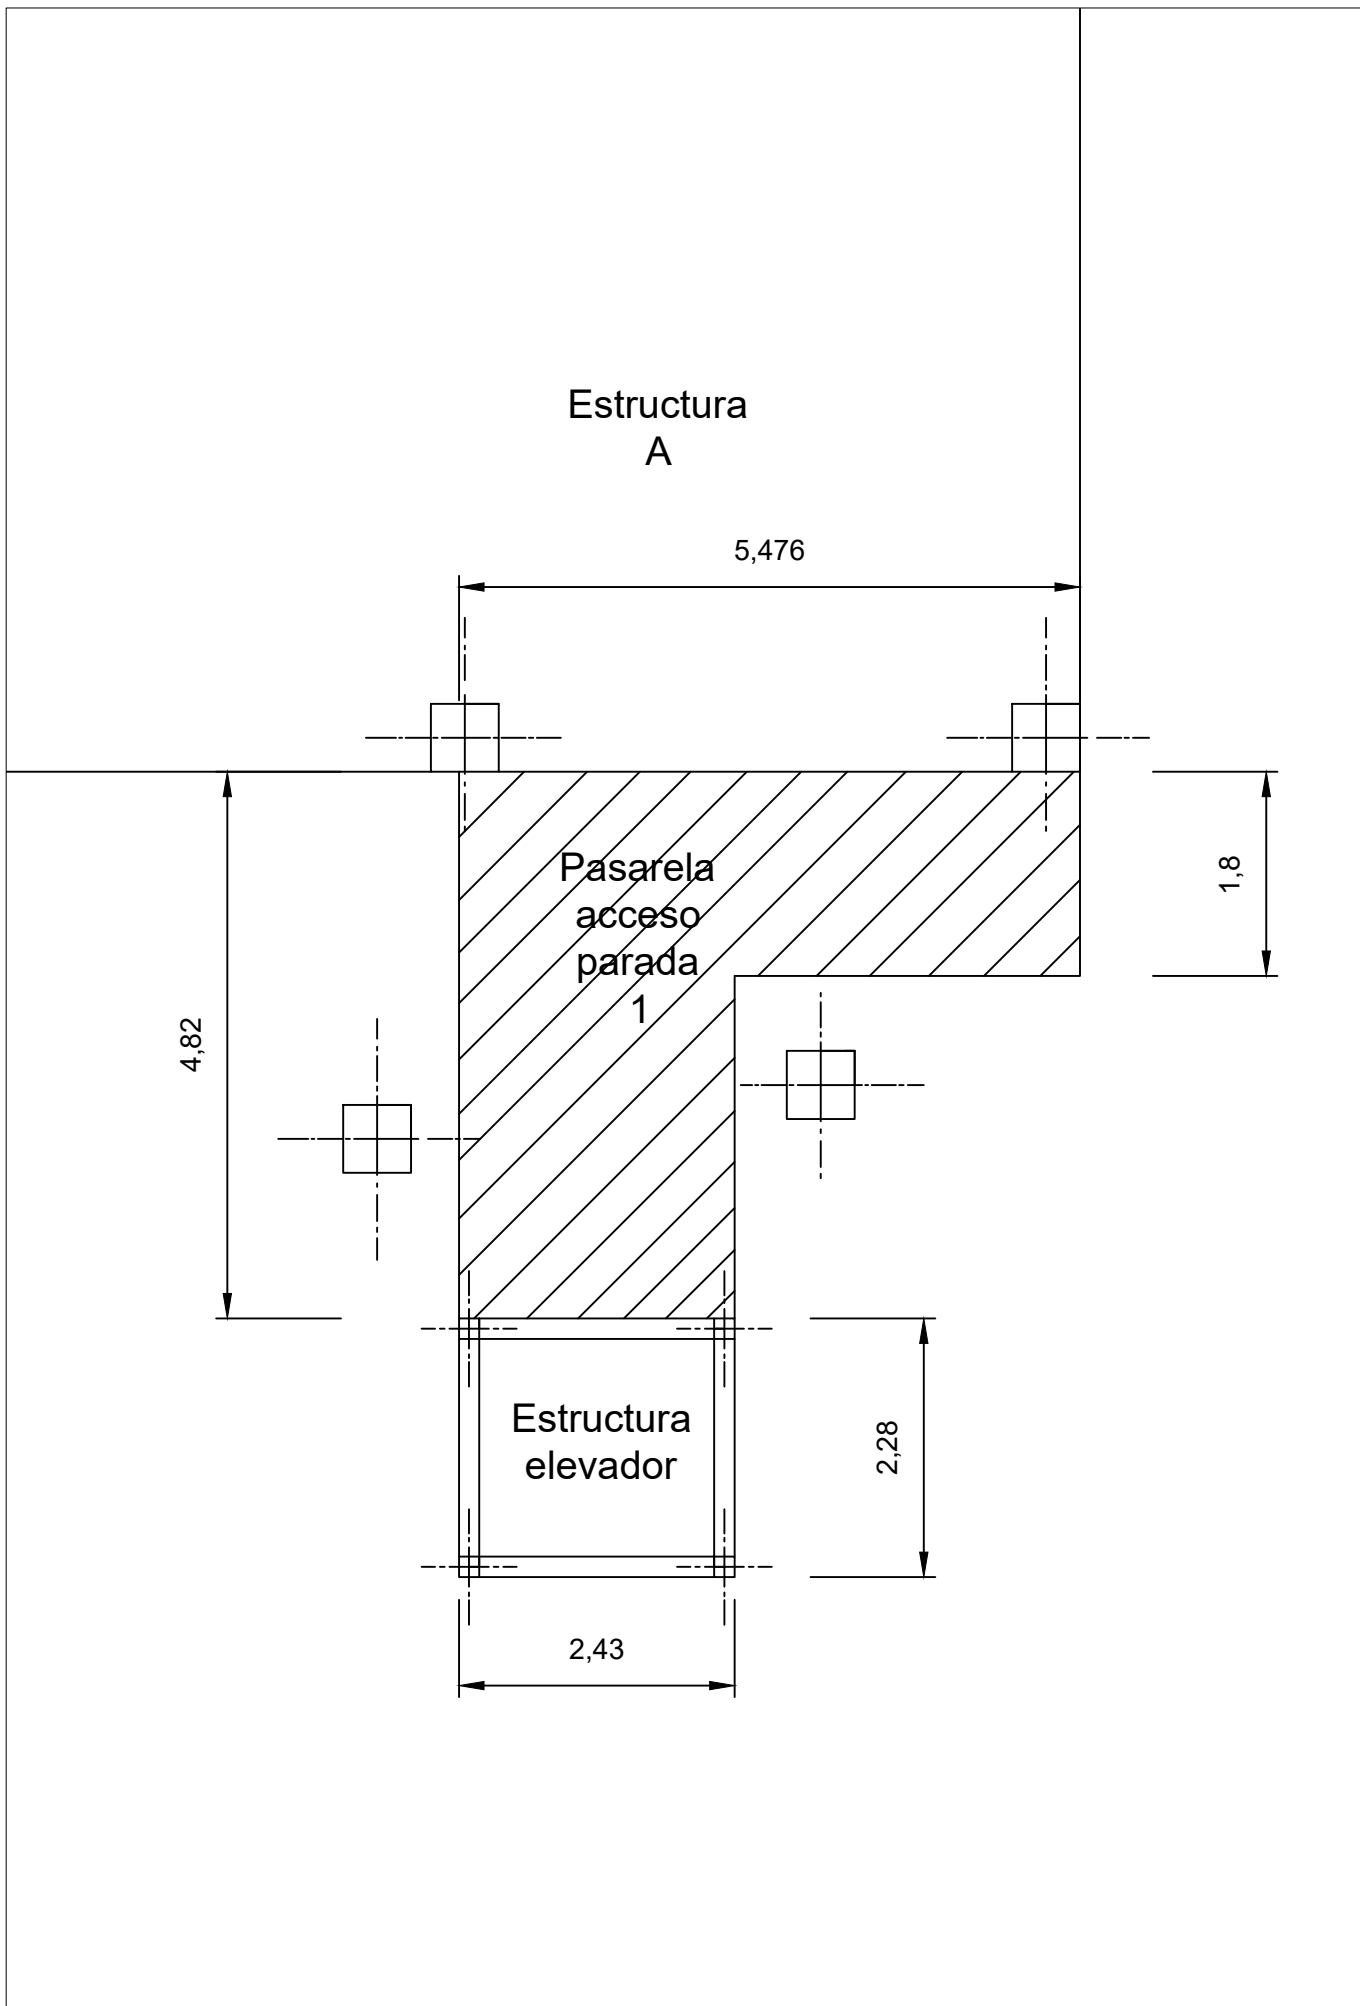 Estructura
A
5,476
Pasarela
acceso
parada
1
1,8
4,82
Estructura
elevador
2,28
2,43